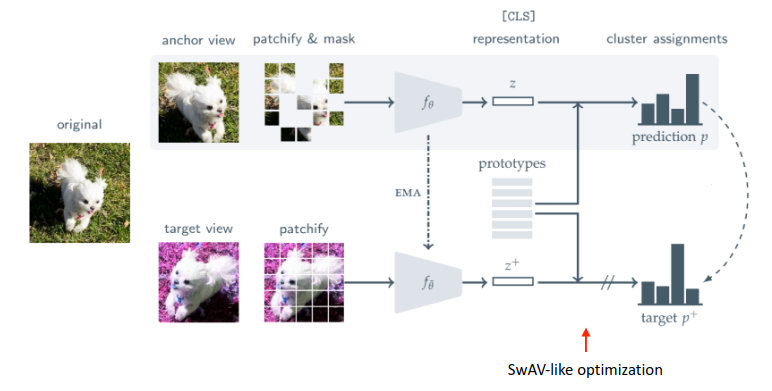 [CLS]
anchor view
patchify & mask
representation
cluster assignments
z
f_θ
original
prediction p
prototypes
EMA
target view
patchify
z⁺
f_θ̄
//
target p⁺
SwAV-like optimization